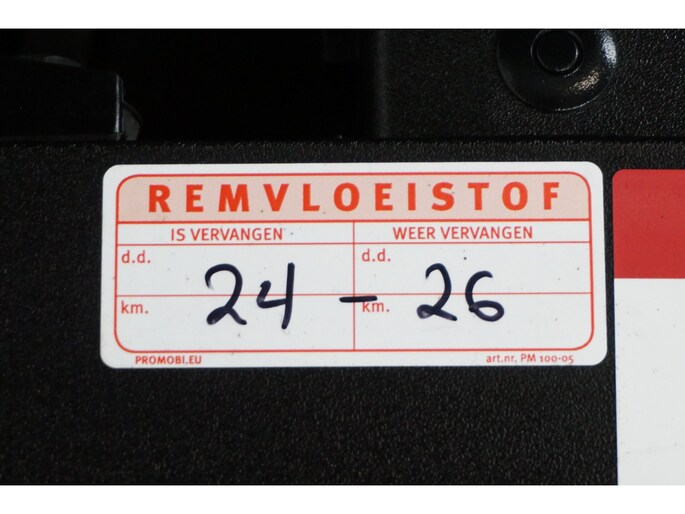 REMVLOEISTOF
IS VERVANGEN WEER VERVANGEN
d.d. d.d.
24 - 26
km. km.
PROMOBI.EU art.nr. PM 100-05